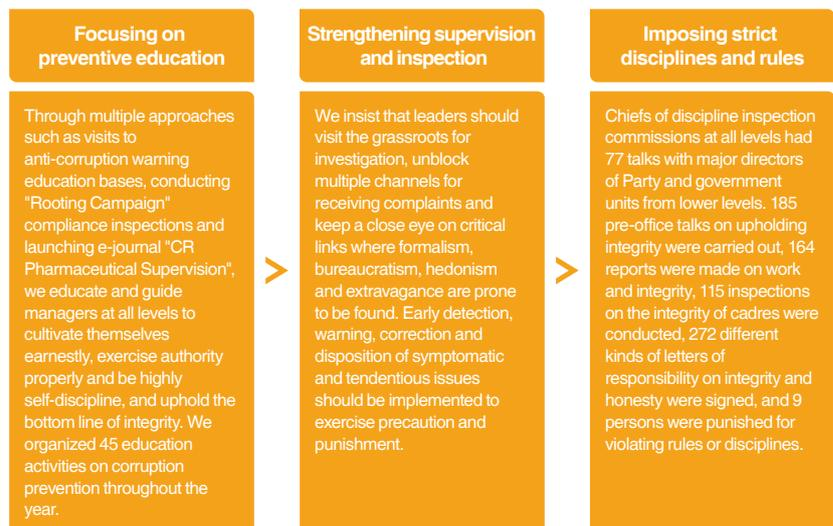 Focusing on
preventive education
Through multiple approaches
such as visits to
anti-corruption warning
education bases, conducting
"Rooting Campaign"
compliance inspections and
launching e-journal "CR
Pharmaceutical Supervision",
we educate and guide
managers at all levels to
cultivate themselves
earnestly, exercise authority
properly and be highly
self-discipline, and uphold the
bottom line of integrity. We
organized 45 education
activities on corruption
prevention throughout the
year.
>
Strengthening supervision
and inspection
We insist that leaders should
visit the grassroots for
investigation, unblock
multiple channels for
receiving complaints and
keep a close eye on critical
links where formalism,
bureaucratism, hedonism
and extravagance are prone
to be found. Early detection,
warning, correction and
disposition of symptomatic
and tendentious issues
should be implemented to
exercise precaution and
punishment.
>
Imposing strict
disciplines and rules
Chiefs of discipline inspection
commissions at all levels had
77 talks with major directors
of Party and government
units from lower levels. 185
pre-office talks on upholding
integrity were carried out, 164
reports were made on work
and integrity, 115 inspections
on the integrity of cadres were
conducted, 272 different
kinds of letters of
responsibility on integrity and
honesty were signed, and 9
persons were punished for
violating rules or disciplines.